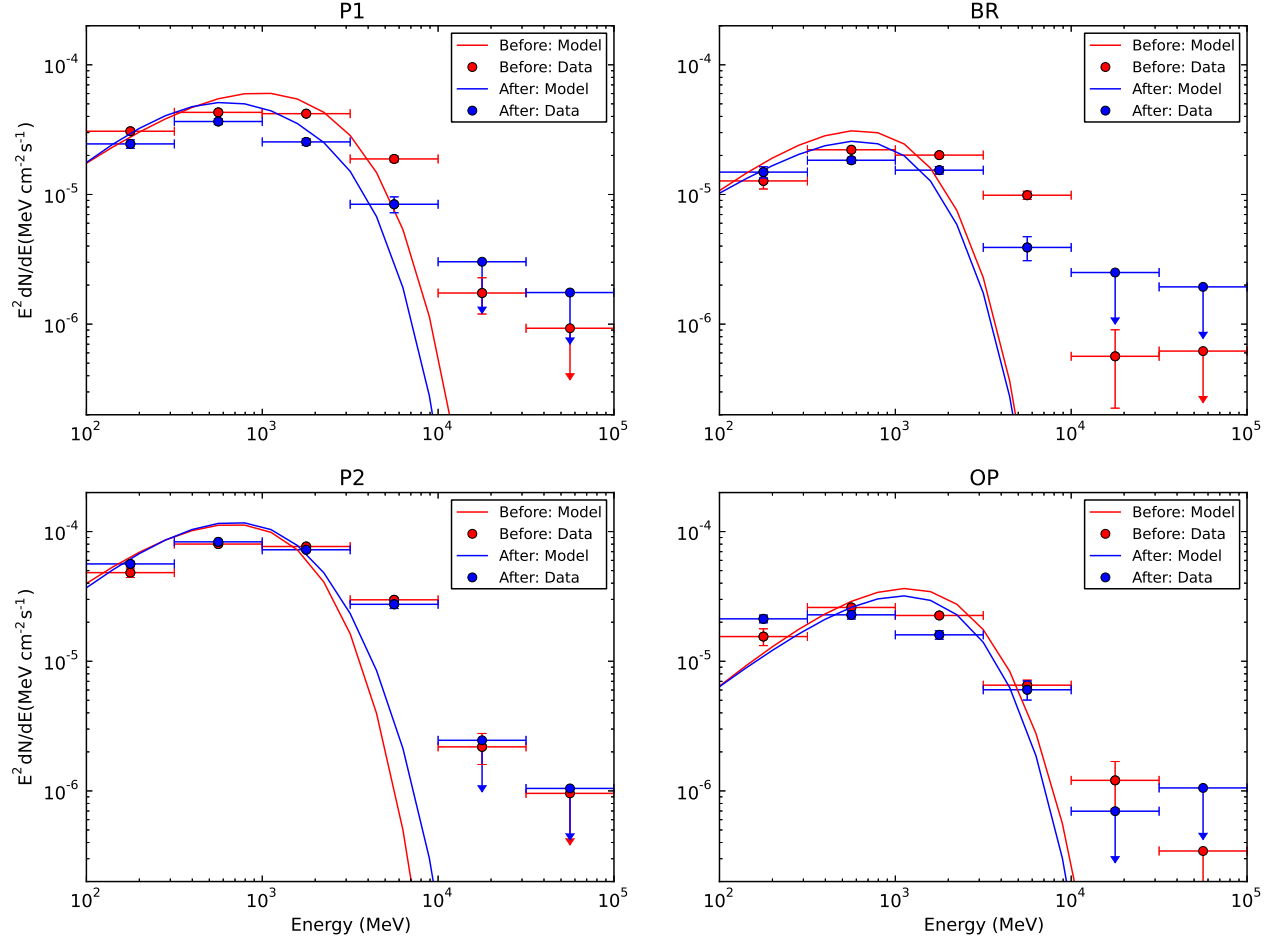 P1
Before: Model
Before: Data
After: Model
After: Data
10^-4
10^-5
10^-6
E^2 dN/dE(MeV cm^-2 s^-1)
10^2
10^3
10^4
10^5
BR
Before: Model
Before: Data
After: Model
After: Data
10^-4
10^-5
10^-6
10^2
10^3
10^4
10^5
P2
Before: Model
Before: Data
After: Model
After: Data
10^-4
10^-5
10^-6
E^2 dN/dE(MeV cm^-2 s^-1)
10^2
10^3
10^4
10^5
Energy (MeV)
OP
Before: Model
Before: Data
After: Model
After: Data
10^-4
10^-5
10^-6
10^2
10^3
10^4
10^5
Energy (MeV)